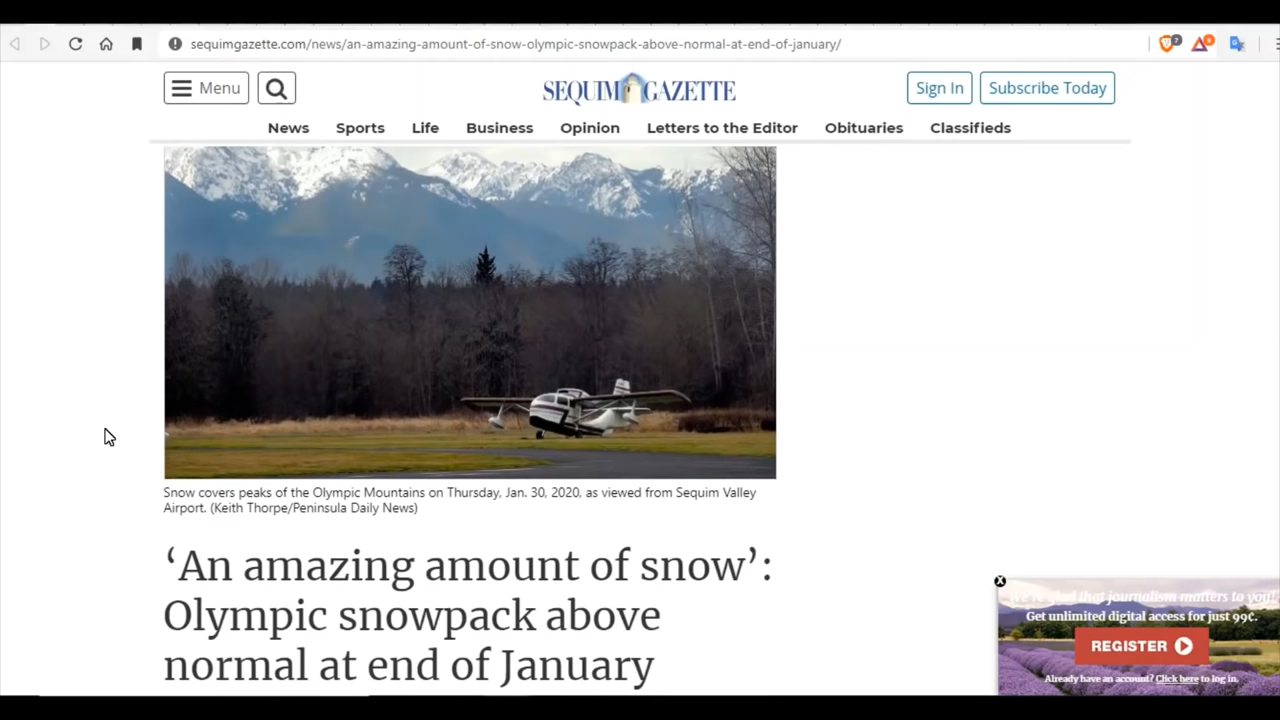 sequimgazette.com/news/an-amazing-amount-of-snow-olympic-snowpack-above-normal-at-end-of-january/
Menu
SEQUIM GAZETTE
Sign In
Subscribe Today
News Sports Life Business Opinion Letters to the Editor Obituaries Classifieds
Snow covers peaks of the Olympic Mountains on Thursday, Jan. 30, 2020, as viewed from Sequim Valley
Airport. (Keith Thorpe/Peninsula Daily News)
‘An amazing amount of snow’:
Olympic snowpack above
normal at end of January
X
We're glad that journalism matters to you!
Get unlimited digital access for just 99¢.
REGISTER
Already have an account? Click here to log in.